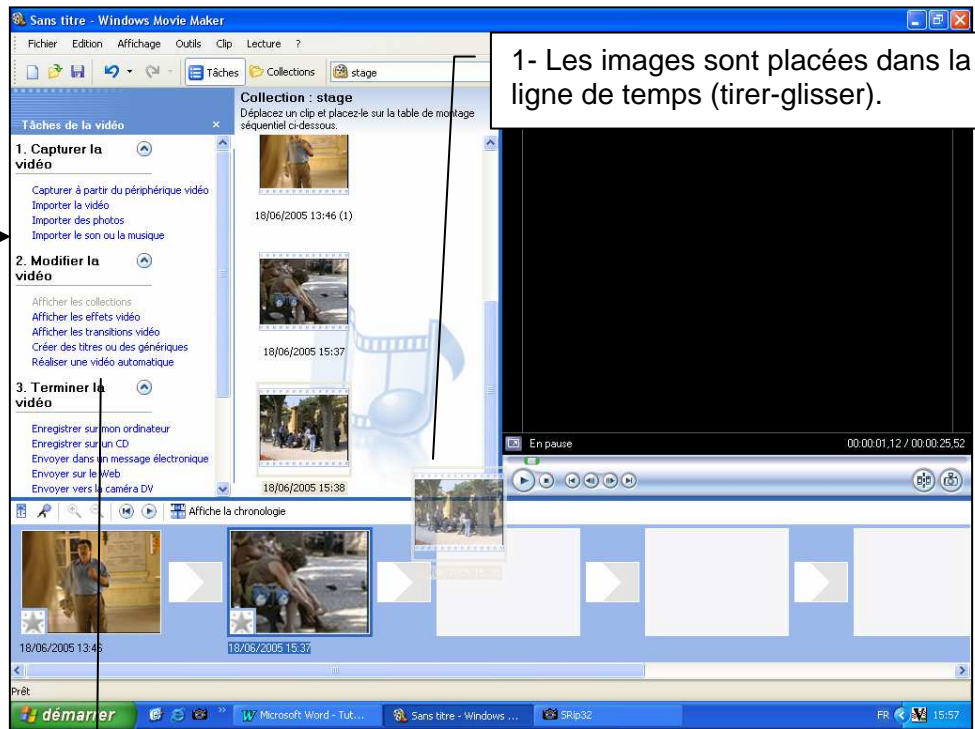 Sans titre - Windows Movie Maker
Fichier Edition Affichage Outils Clip Lecture ?
Tâches Collections stage
1- Les images sont placées dans la
ligne de temps (tirer-glisser).
Tâches de la vidéo ×
1. Capturer la
vidéo
Capturer à partir du périphérique vidéo
Importer la vidéo
Importer des photos
Importer le son ou la musique
2. Modifier la
vidéo
Afficher les collections
Afficher les effets vidéo
Afficher les transitions vidéo
Créer des titres ou des génériques
Réaliser une vidéo automatique
3. Terminer la
vidéo
Enregistrer sur mon ordinateur
Enregistrer sur un CD
Envoyer dans un message électronique
Envoyer sur le Web
Envoyer vers la caméra DV
Collection : stage
Déplacez un clip et placez-le sur la table de montage
séquentiel ci-dessous.
18/06/2005 13:46 (1)
18/06/2005 15:37
18/06/2005 15:38
En pause 00:00:01,12 / 00:00:25,52
Affiche la chronologie
18/06/2005 13:46
18/06/2005 15:37
Prêt
démarrer Microsoft Word - Tut... Sans titre - Windows ... SRip32 FR 15:57